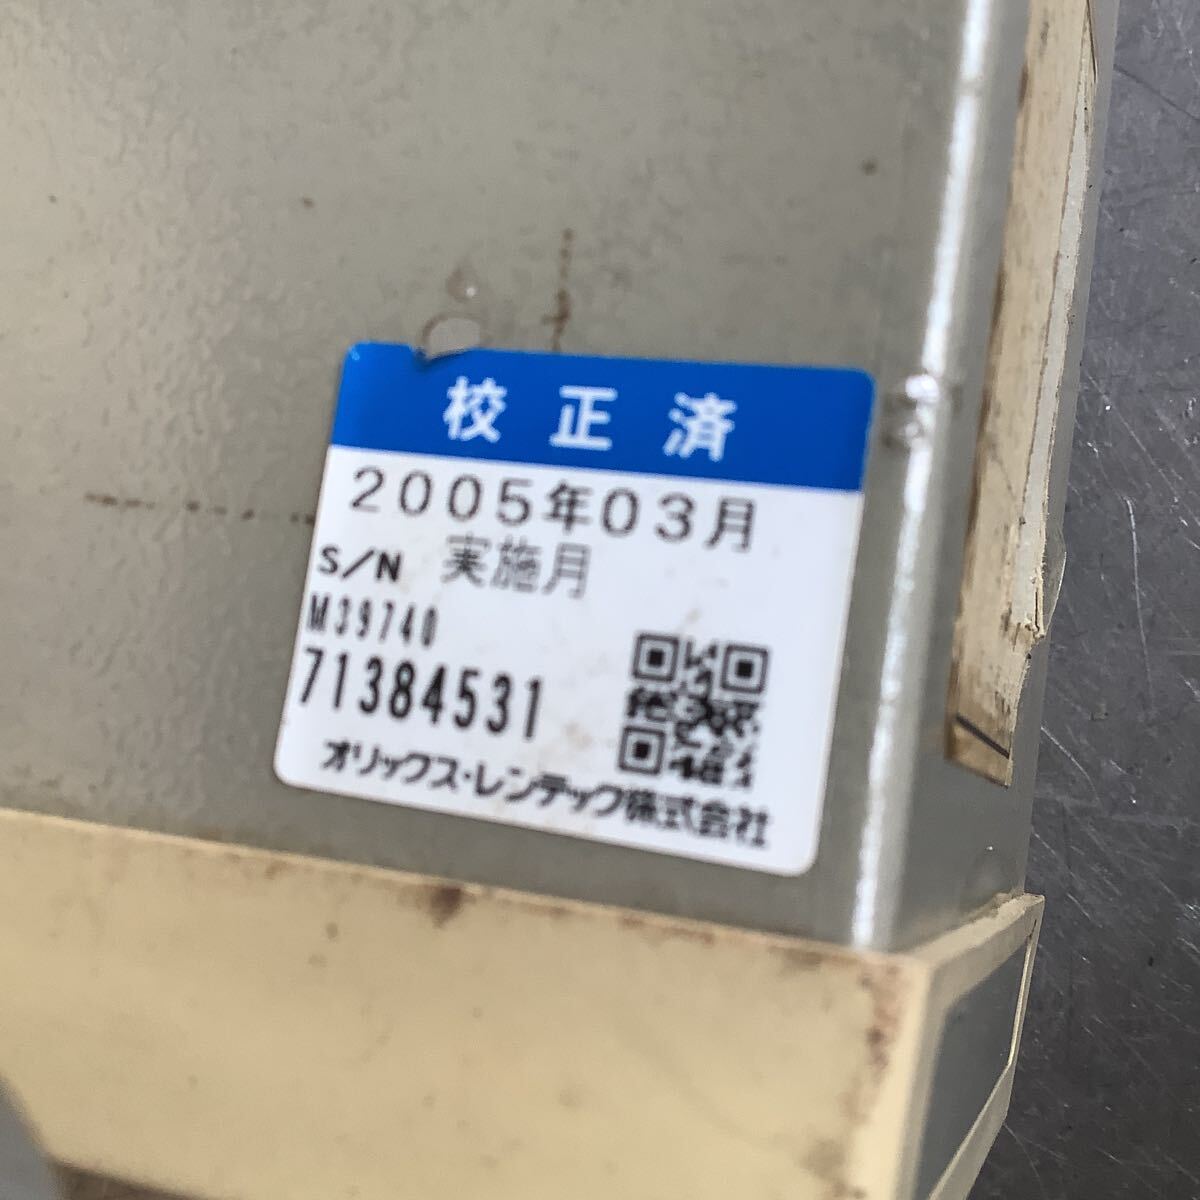 校正済
2005年03月
S/N 実施月
M39740
71384531
オリックス・レンテック株式会社